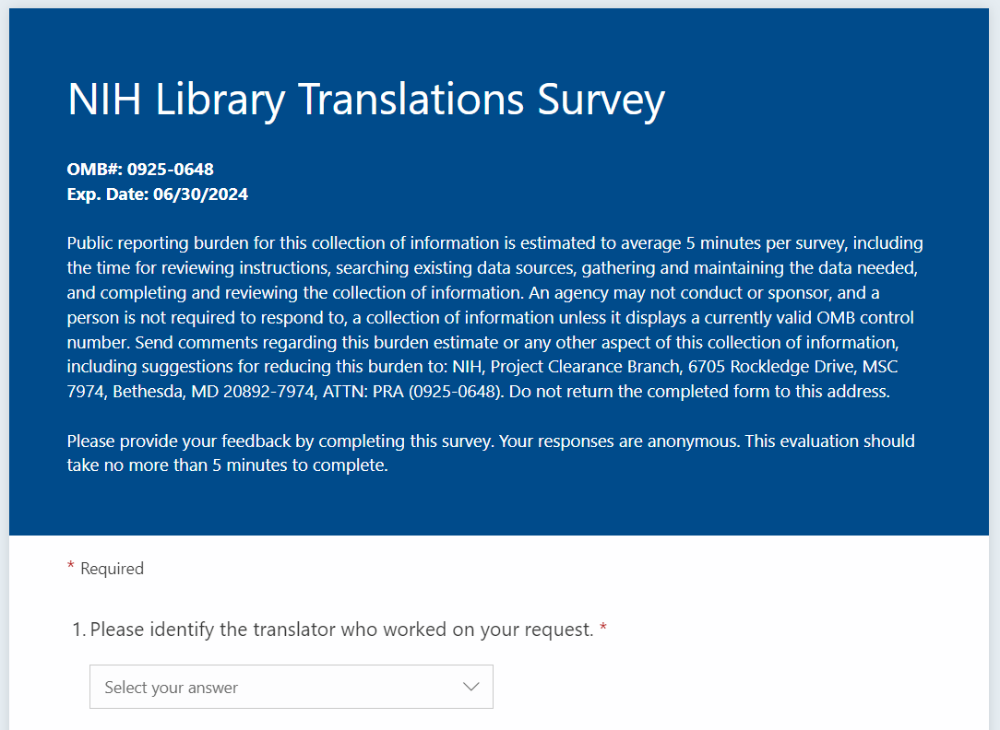 NIH Library Translations Survey
OMB#: 0925-0648
Exp. Date: 06/30/2024
Public reporting burden for this collection of information is estimated to average 5 minutes per survey, including
the time for reviewing instructions, searching existing data sources, gathering and maintaining the data needed,
and completing and reviewing the collection of information. An agency may not conduct or sponsor, and a
person is not required to respond to, a collection of information unless it displays a currently valid OMB control
number. Send comments regarding this burden estimate or any other aspect of this collection of information,
including suggestions for reducing this burden to: NIH, Project Clearance Branch, 6705 Rockledge Drive, MSC
7974, Bethesda, MD 20892-7974, ATTN: PRA (0925-0648). Do not return the completed form to this address.
Please provide your feedback by completing this survey. Your responses are anonymous. This evaluation should
take no more than 5 minutes to complete.
* Required
1. Please identify the translator who worked on your request. *
Select your answer